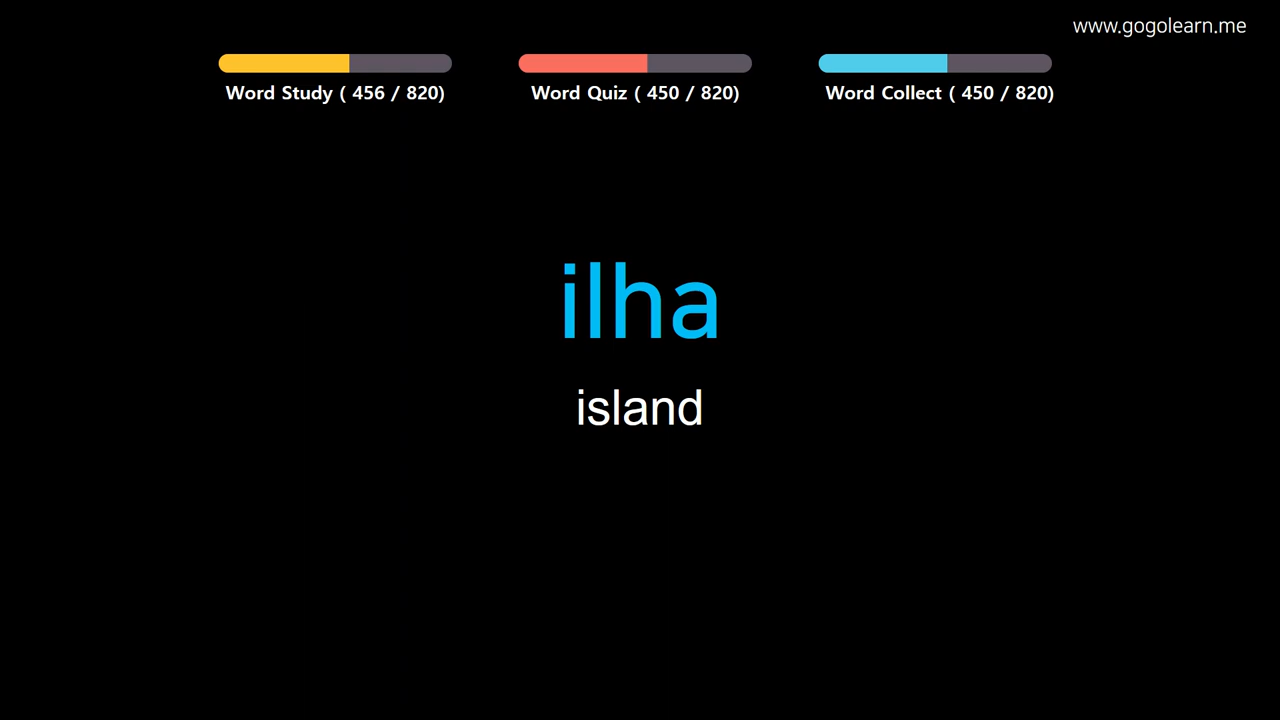 www.gogolearn.me
Word Study ( 456 / 820)
Word Quiz ( 450 / 820)
Word Collect ( 450 / 820)
ilha
island